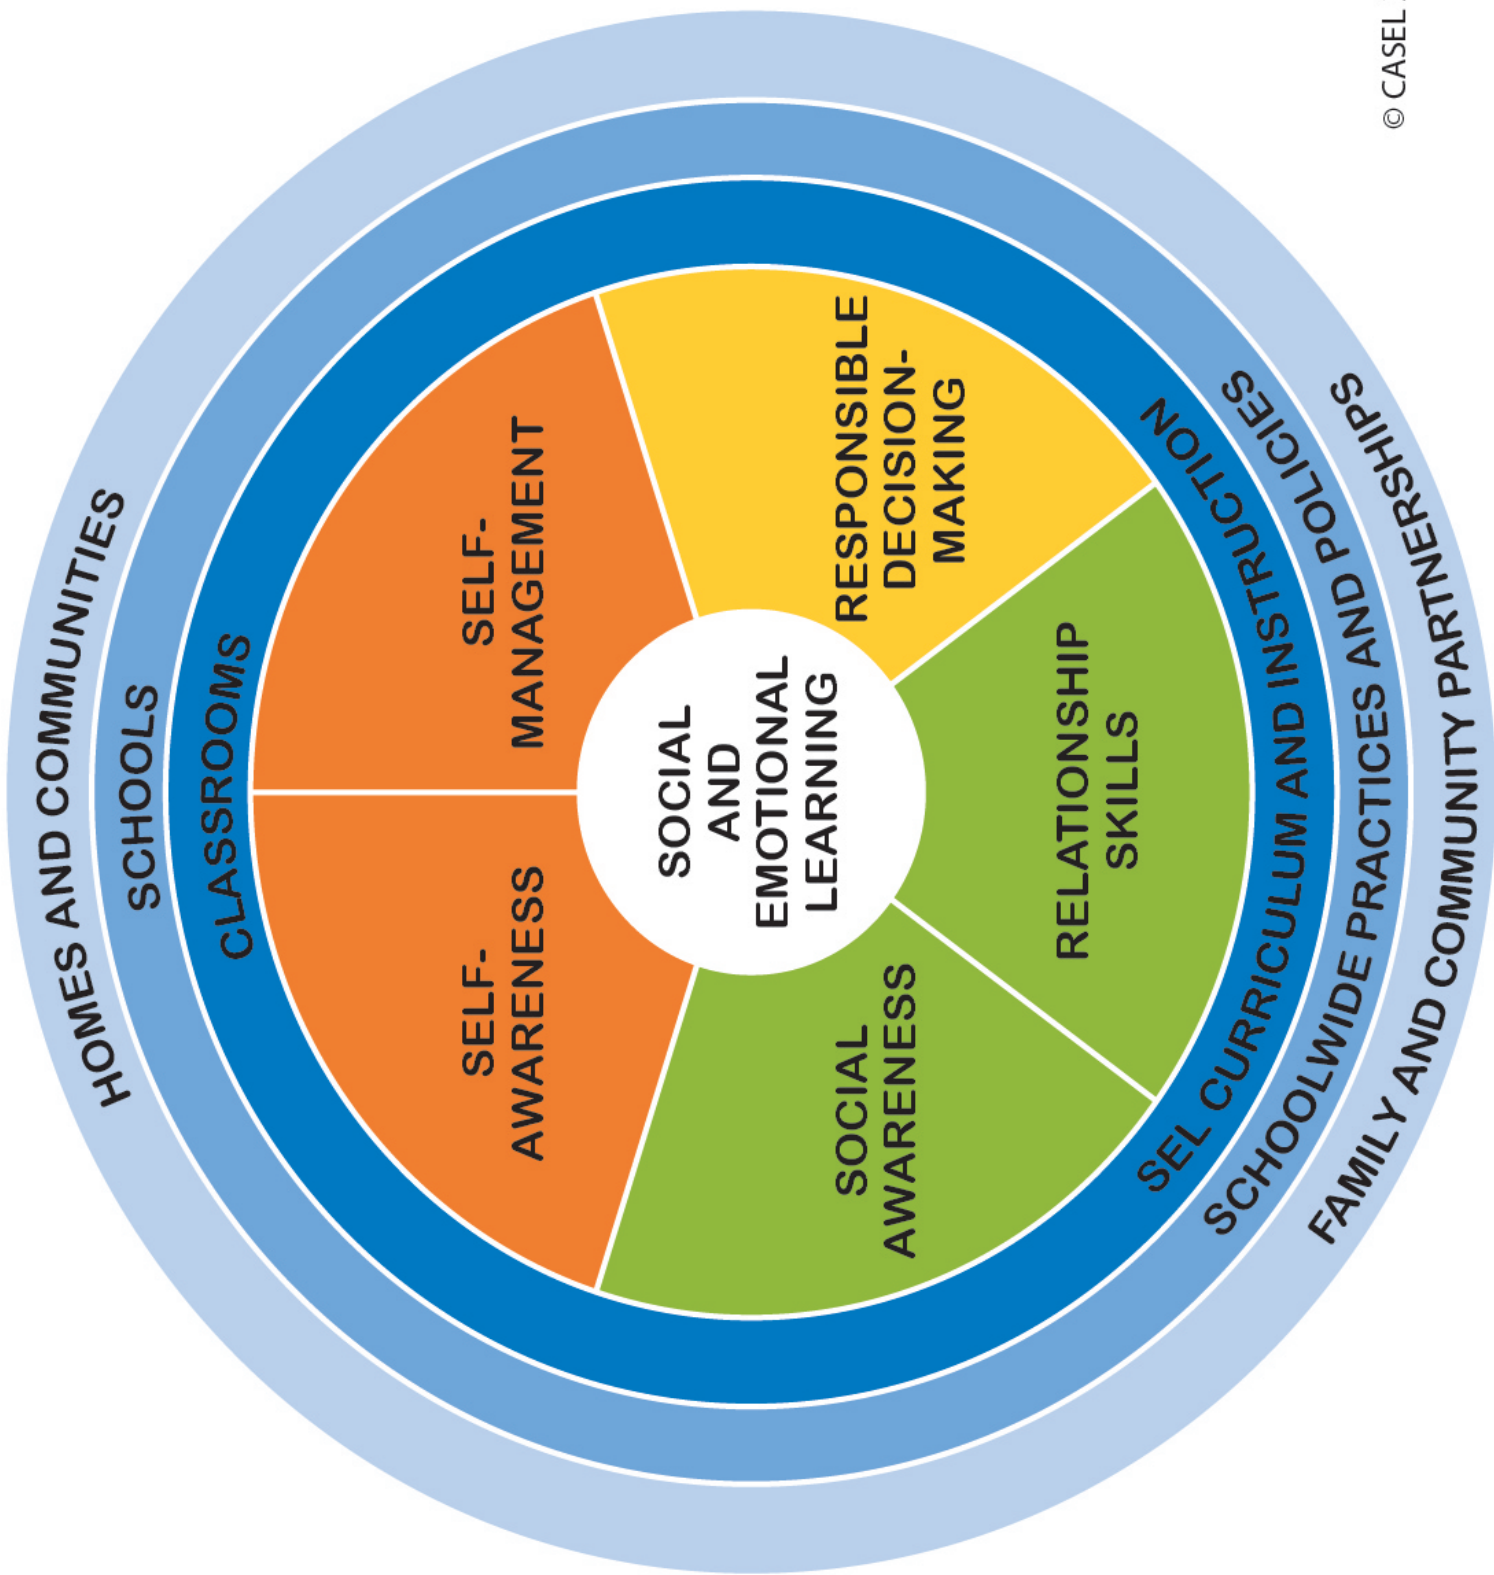 HOMES AND COMMUNITIES
SCHOOLS
CLASSROOMS
SELF-
AWARENESS
SELF-
MANAGEMENT
SOCIAL
AND
EMOTIONAL
LEARNING
SOCIAL
AWARENESS
RESPONSIBLE
DECISION-
MAKING
RELATIONSHIP
SKILLS
SEL CURRICULUM AND INSTRUCTION
SCHOOLWIDE PRACTICES AND POLICIES
FAMILY AND COMMUNITY PARTNERSHIPS
© CASEL